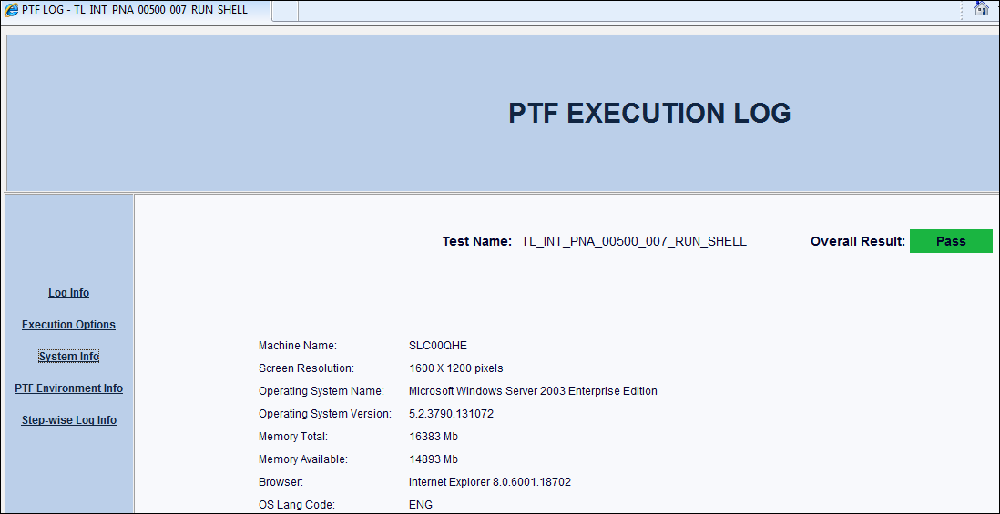 PTF LOG - TL_INT_PNA_00500_007_RUN_SHELL
PTF EXECUTION LOG
Test Name: TL_INT_PNA_00500_007_RUN_SHELL Overall Result: Pass
Log Info
Execution Options
System Info
PTF Environment Info
Step-wise Log Info
Machine Name: SLC00QHE
Screen Resolution: 1600 X 1200 pixels
Operating System Name: Microsoft Windows Server 2003 Enterprise Edition
Operating System Version: 5.2.3790.131072
Memory Total: 16383 Mb
Memory Available: 14893 Mb
Browser: Internet Explorer 8.0.6001.18702
OS Lang Code: ENG